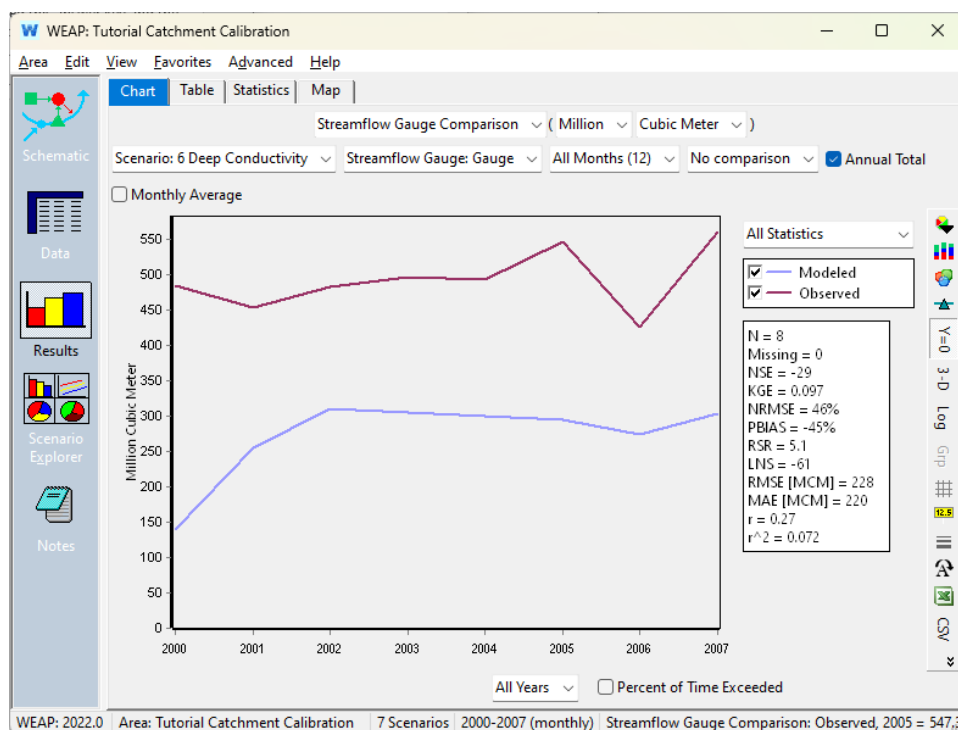 WEAP: Tutorial Catchment Calibration
Area Edit View Favorites Advanced Help
Chart Table Statistics Map
Streamflow Gauge Comparison ( Million Cubic Meter )
Scenario: 6 Deep Conductivity Streamflow Gauge: Gauge All Months (12) No comparison Annual Total
Monthly Average
Schematic
Data
Results
Scenario
Explorer
Notes
Million Cubic Meter
550
500
450
400
350
300
250
200
150
100
50
0
2000 2001 2002 2003 2004 2005 2006 2007
All Statistics
Modeled
Observed
N = 8
Missing = 0
NSE = -29
KGE = 0.097
NRMSE = 46%
PBIAS = -45%
RSR = 5.1
LNS = -61
RMSE [MCM] = 228
MAE [MCM] = 220
r = 0.27
r^2 = 0.072
Y=0
3-D
Log
Grp
12.5
A
CSV
All Years Percent of Time Exceeded
WEAP: 2022.0 Area: Tutorial Catchment Calibration 7 Scenarios 2000-2007 (monthly) Streamflow Gauge Comparison: Observed, 2005 = 547,3